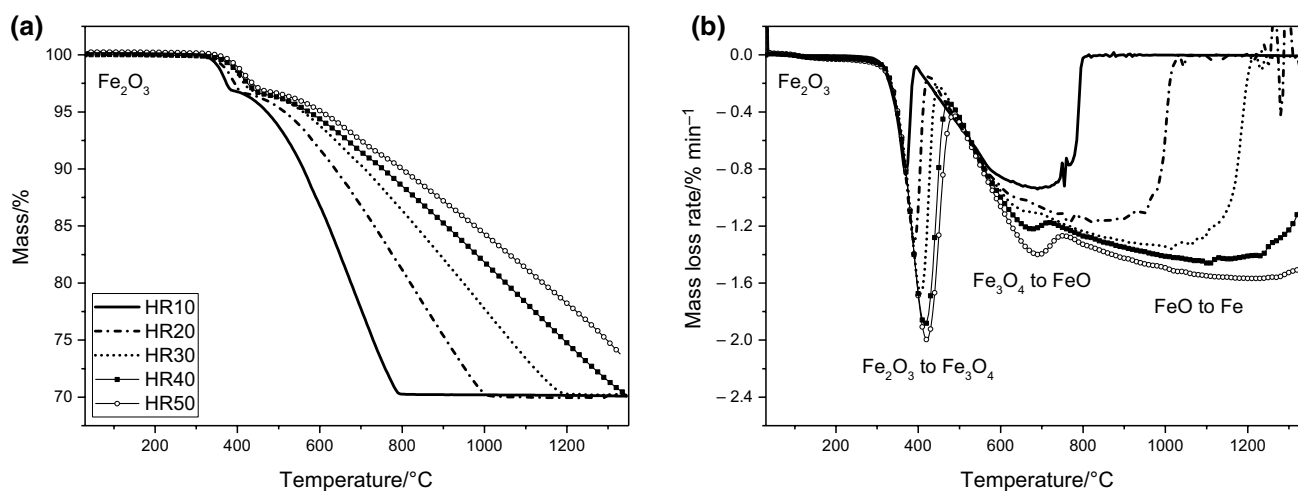 (a)
100
95
90
85
80
75
70
Mass/%
Fe₂O₃
HR10
HR20
HR30
HR40
HR50
200 400 600 800 1000 1200
Temperature/°C
(b)
0.0
– 0.4
– 0.8
– 1.2
– 1.6
– 2.0
– 2.4
Mass loss rate/% min⁻¹
Fe₂O₃
Fe₃O₄ to FeO
FeO to Fe
Fe₂O₃ to Fe₃O₄
200 400 600 800 1000 1200
Temperature/°C